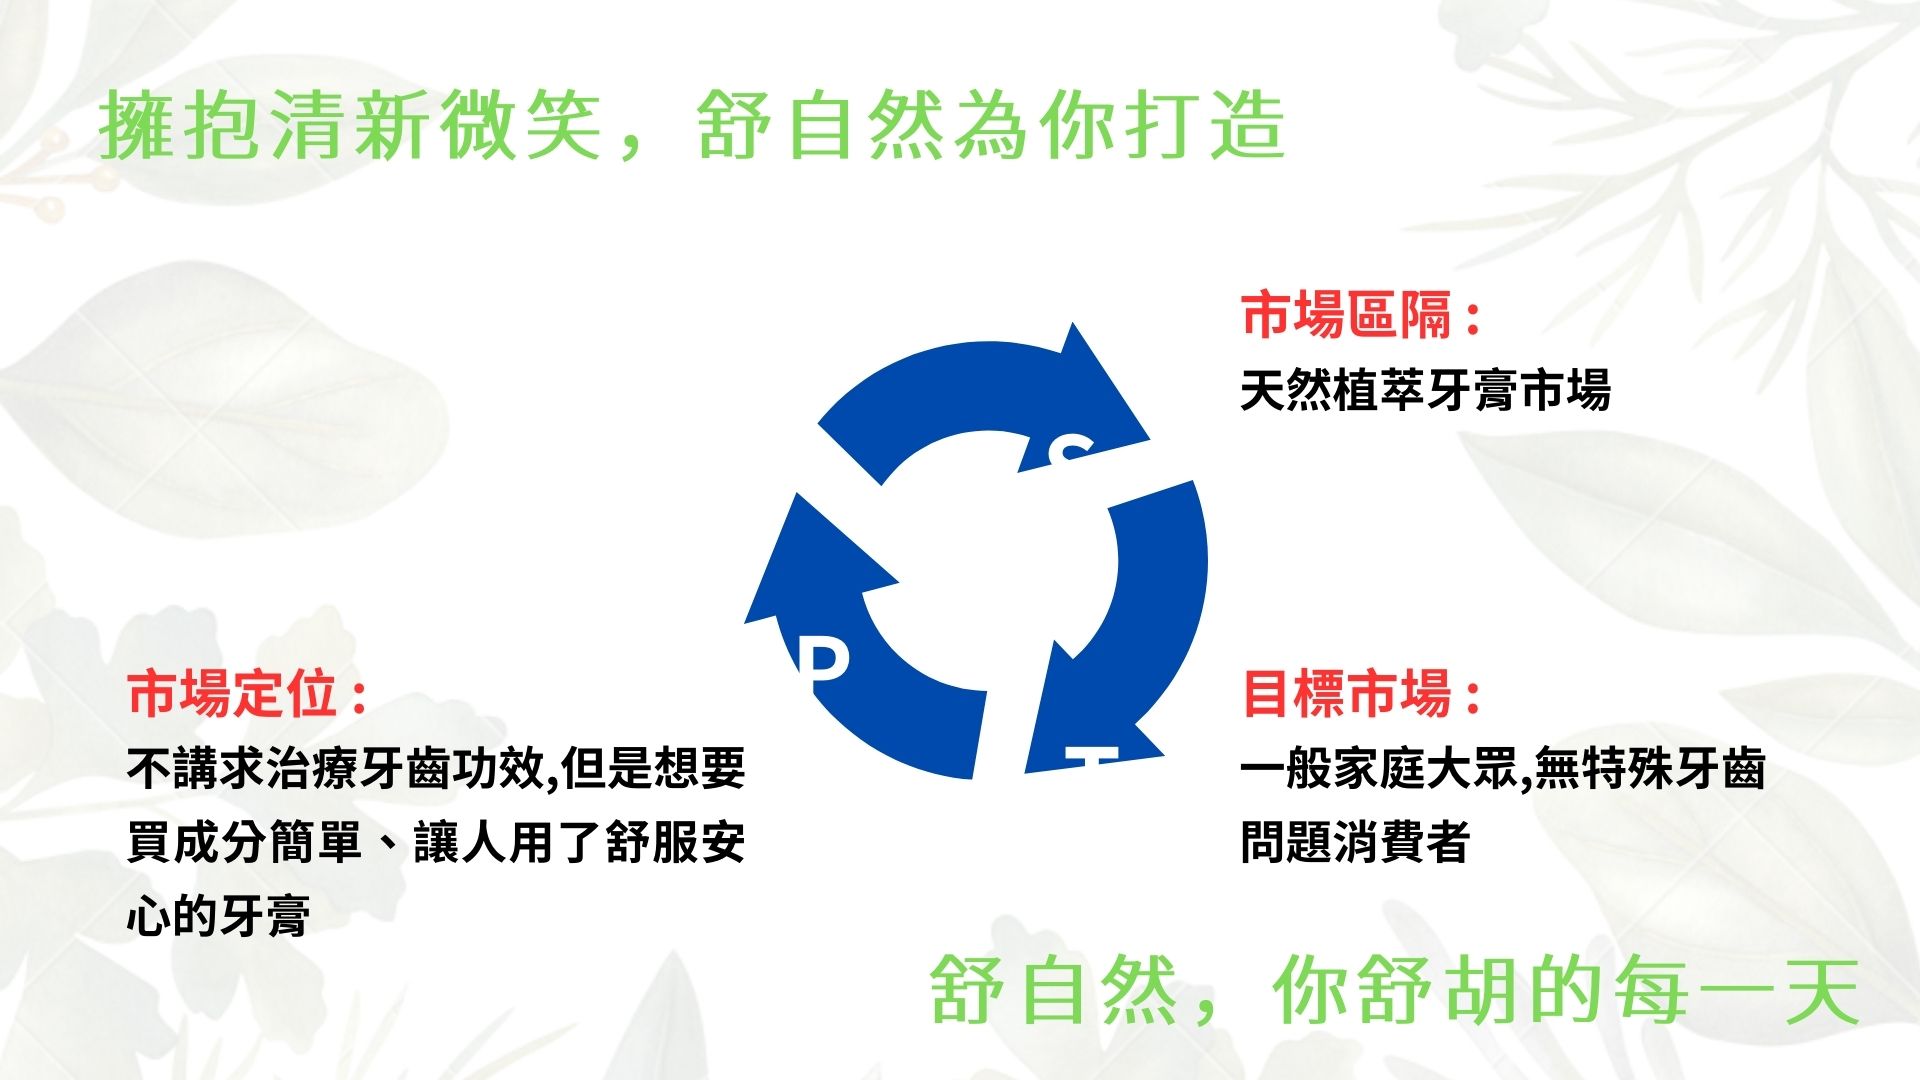 擁抱清新微笑，舒自然為你打造
市場區隔：
天然植萃牙膏市場
S
P
T
市場定位：
不講求治療牙齒功效,但是想要
買成分簡單、讓人用了舒服安
心的牙膏
目標市場：
一般家庭大眾,無特殊牙齒
問題消費者
舒自然，你舒胡的每一天